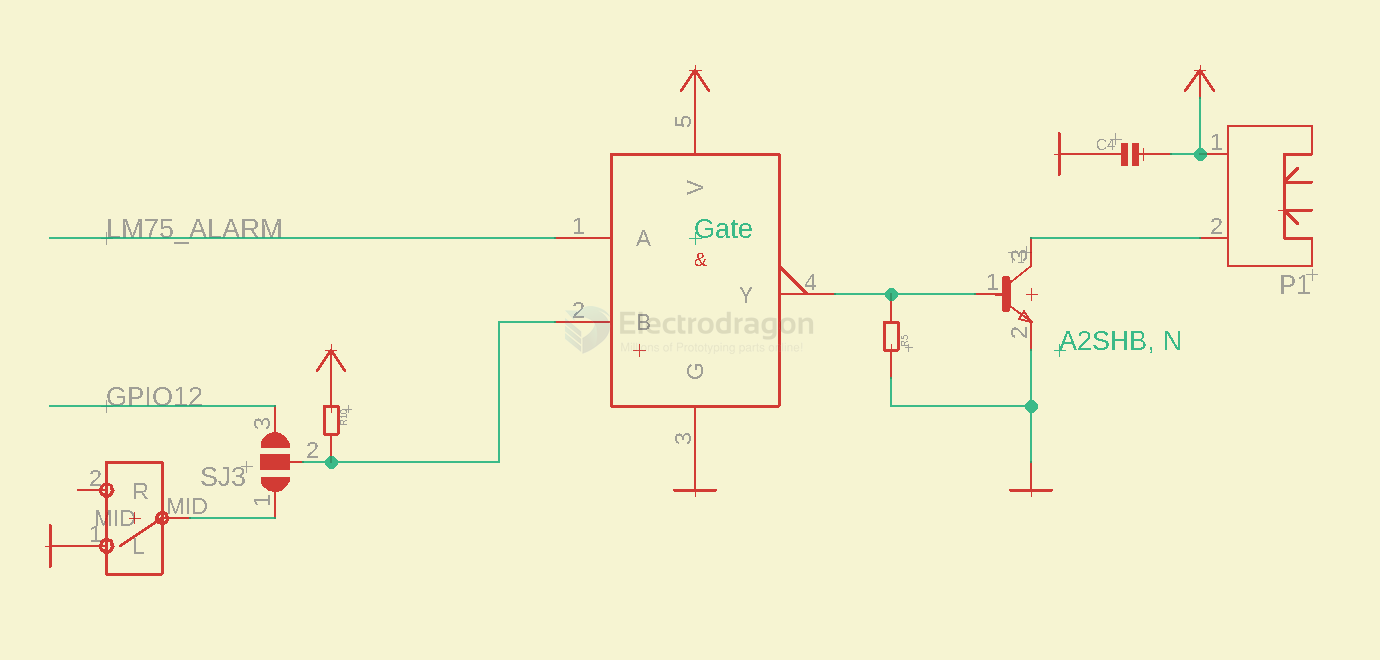 5
C4
1
V
LM75_ALARM
1
A
Gate
&
2
3
P1
Y
4
1
2
B
Electrodragon
Millions of Prototyping parts online!
R5
2
A2SHB, N
G
GPIO12
R10
3
3
2
SJ3
2
R
1
MID
MID
1
L